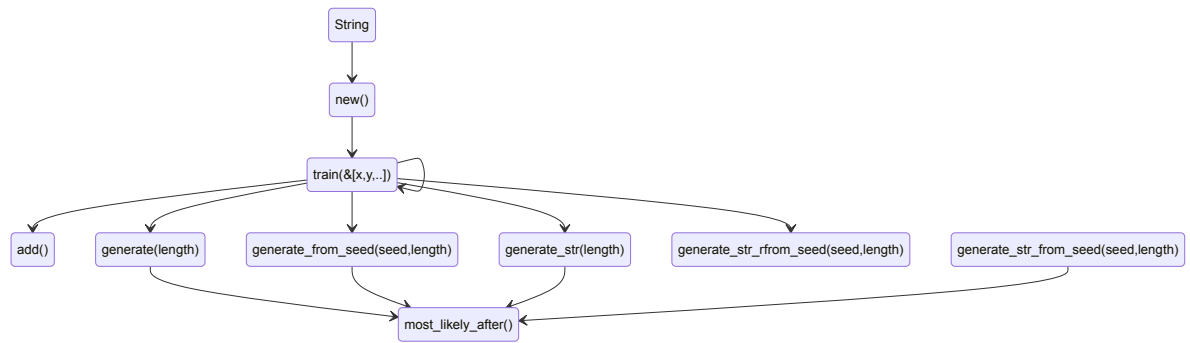 String
new()
train(&[x,y,..])
add()
generate(length)
generate_from_seed(seed,length)
generate_str(length)
generate_str_rfrom_seed(seed,length)
generate_str_from_seed(seed,length)
most_likely_after()